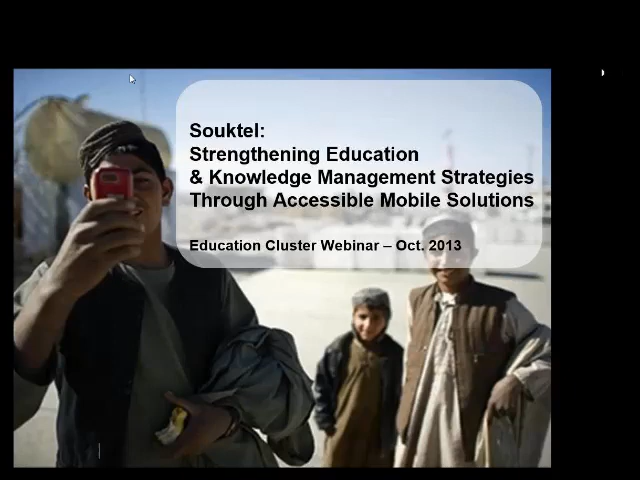 Souktel:
Strengthening Education
& Knowledge Management Strategies
Through Accessible Mobile Solutions
Education Cluster Webinar – Oct. 2013